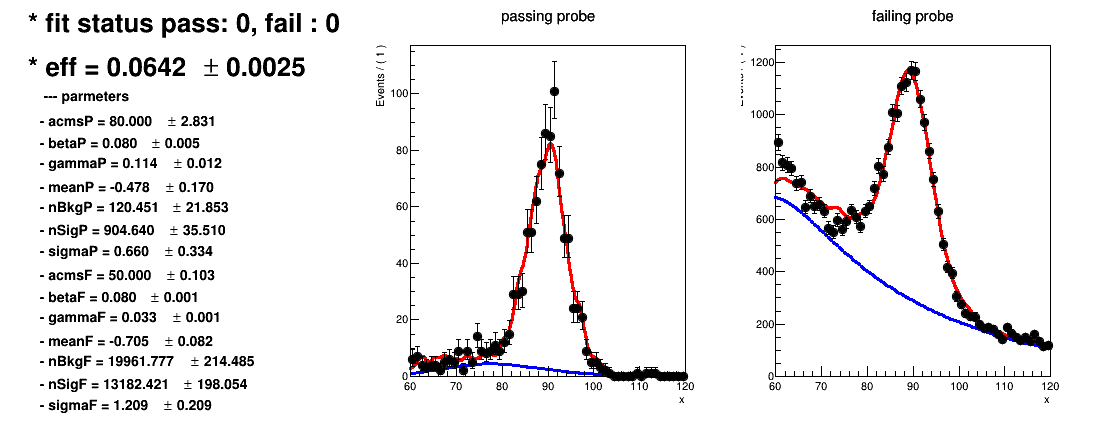 * fit status pass: 0, fail : 0
* eff = 0.0642 ± 0.0025
--- parmeters
- acmsP = 80.000 ± 2.831
- betaP = 0.080 ± 0.005
- gammaP = 0.114 ± 0.012
- meanP = -0.478 ± 0.170
- nBkgP = 120.451 ± 21.853
- nSigP = 904.640 ± 35.510
- sigmaP = 0.660 ± 0.334
- acmsF = 50.000 ± 0.103
- betaF = 0.080 ± 0.001
- gammaF = 0.033 ± 0.001
- meanF = -0.705 ± 0.082
- nBkgF = 19961.777 ± 214.485
- nSigF = 13182.421 ± 198.054
- sigmaF = 1.209 ± 0.209
passing probe
Events / ( 1 )
100
80
60
40
20
0
60 70 80 90 100 110 120
x
failing probe
1200
1000
800
600
400
200
0
60 70 80 90 100 110 120
x